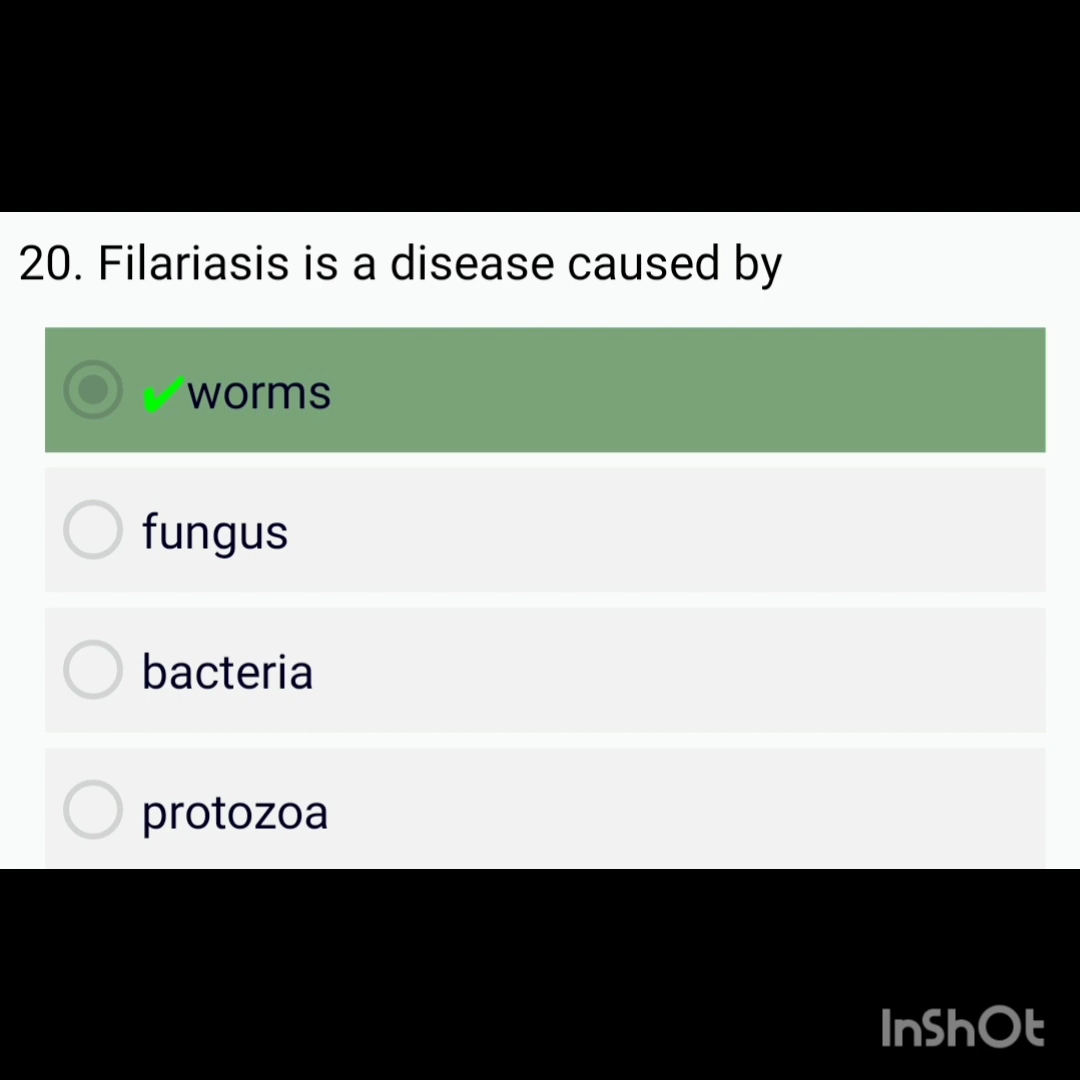 20. Filariasis is a disease caused by
✔worms
fungus
bacteria
protozoa
InShOt